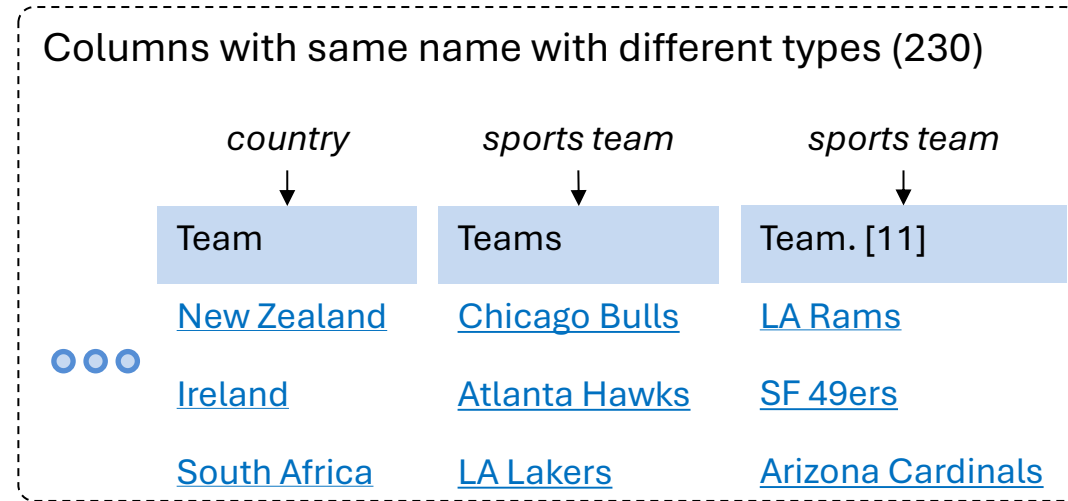 Columns with same name with different types (230)
country sports team sports team
Team Teams Team. [11]
New Zealand Chicago Bulls LA Rams
Ireland Atlanta Hawks SF 49ers
South Africa LA Lakers Arizona Cardinals